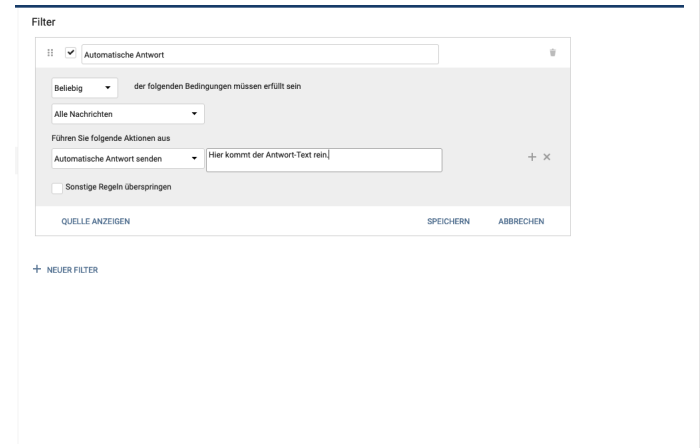 Filter
Automatische Antwort
Beliebig der folgenden Bedingungen müssen erfüllt sein
Alle Nachrichten
Führen Sie folgende Aktionen aus
Automatische Antwort senden Hier kommt der Antwort-Text rein.
Sonstige Regeln überspringen
QUELLE ANZEIGEN SPEICHERN ABBRECHEN
+ NEUER FILTER